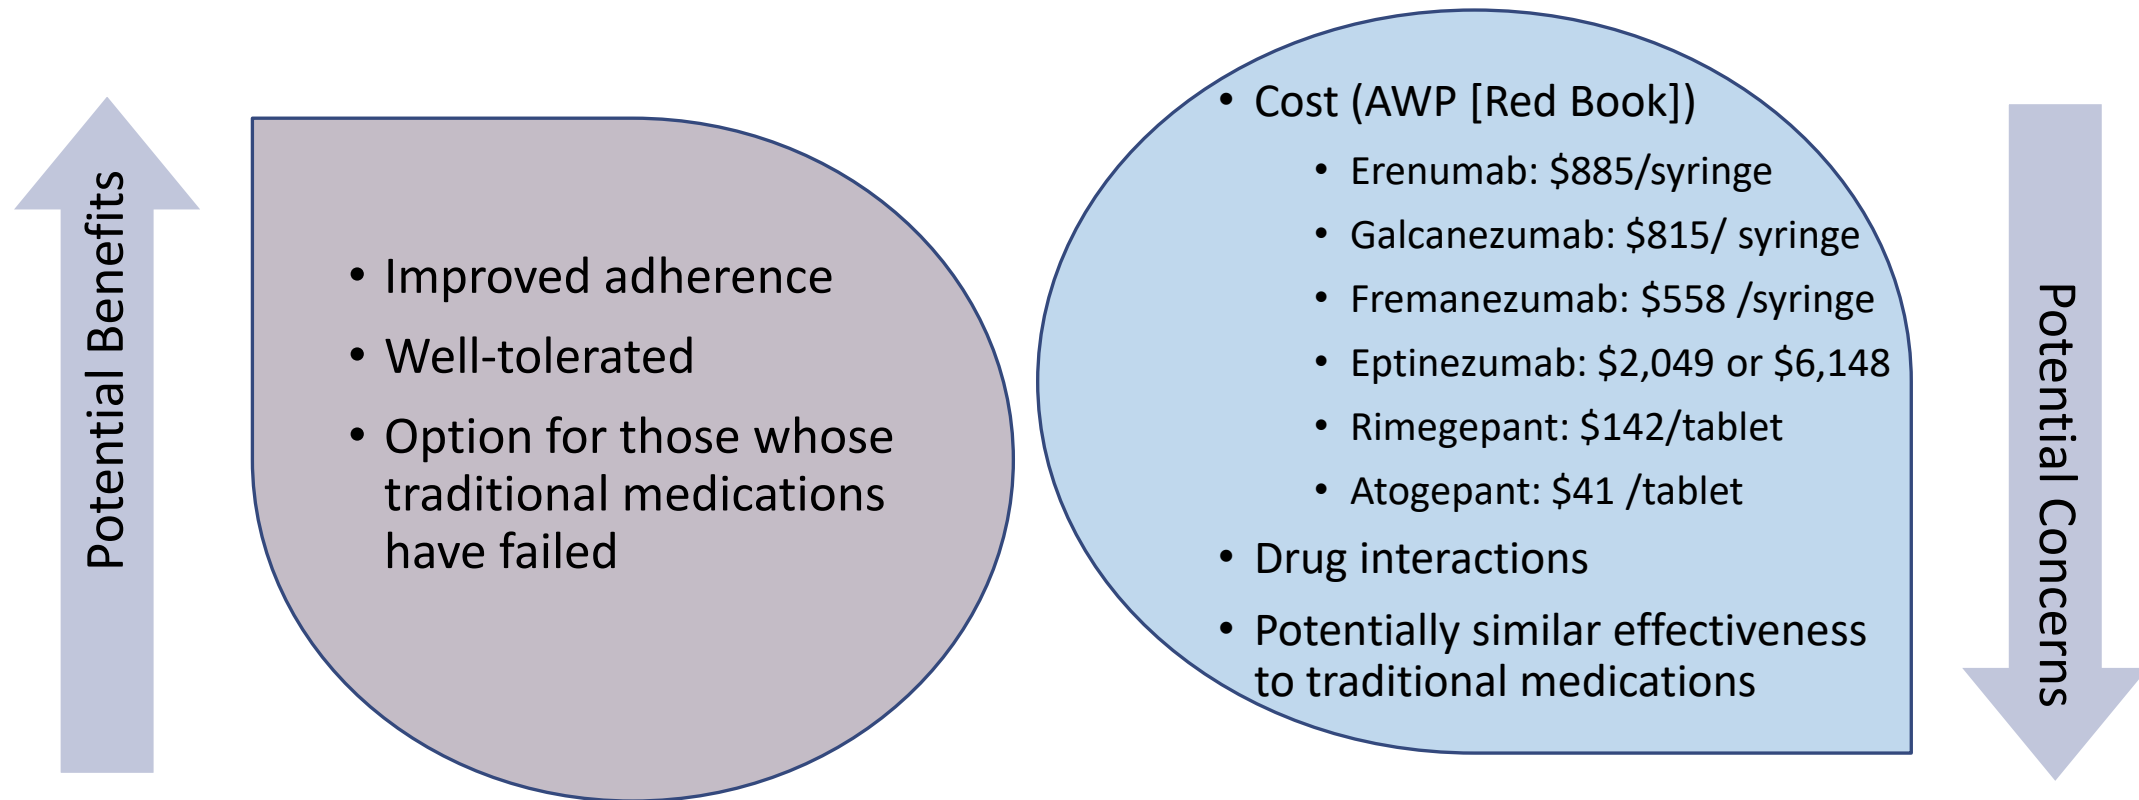 Potential Benefits
• Improved adherence
• Well-tolerated
• Option for those whose
traditional medications
have failed
• Cost (AWP [Red Book])
• Erenumab: $885/syringe
• Galcanezumab: $815/ syringe
• Fremanezumab: $558 /syringe
• Eptinezumab: $2,049 or $6,148
• Rimegepant: $142/tablet
• Atogepant: $41 /tablet
• Drug interactions
• Potentially similar effectiveness
to traditional medications
Potential Concerns